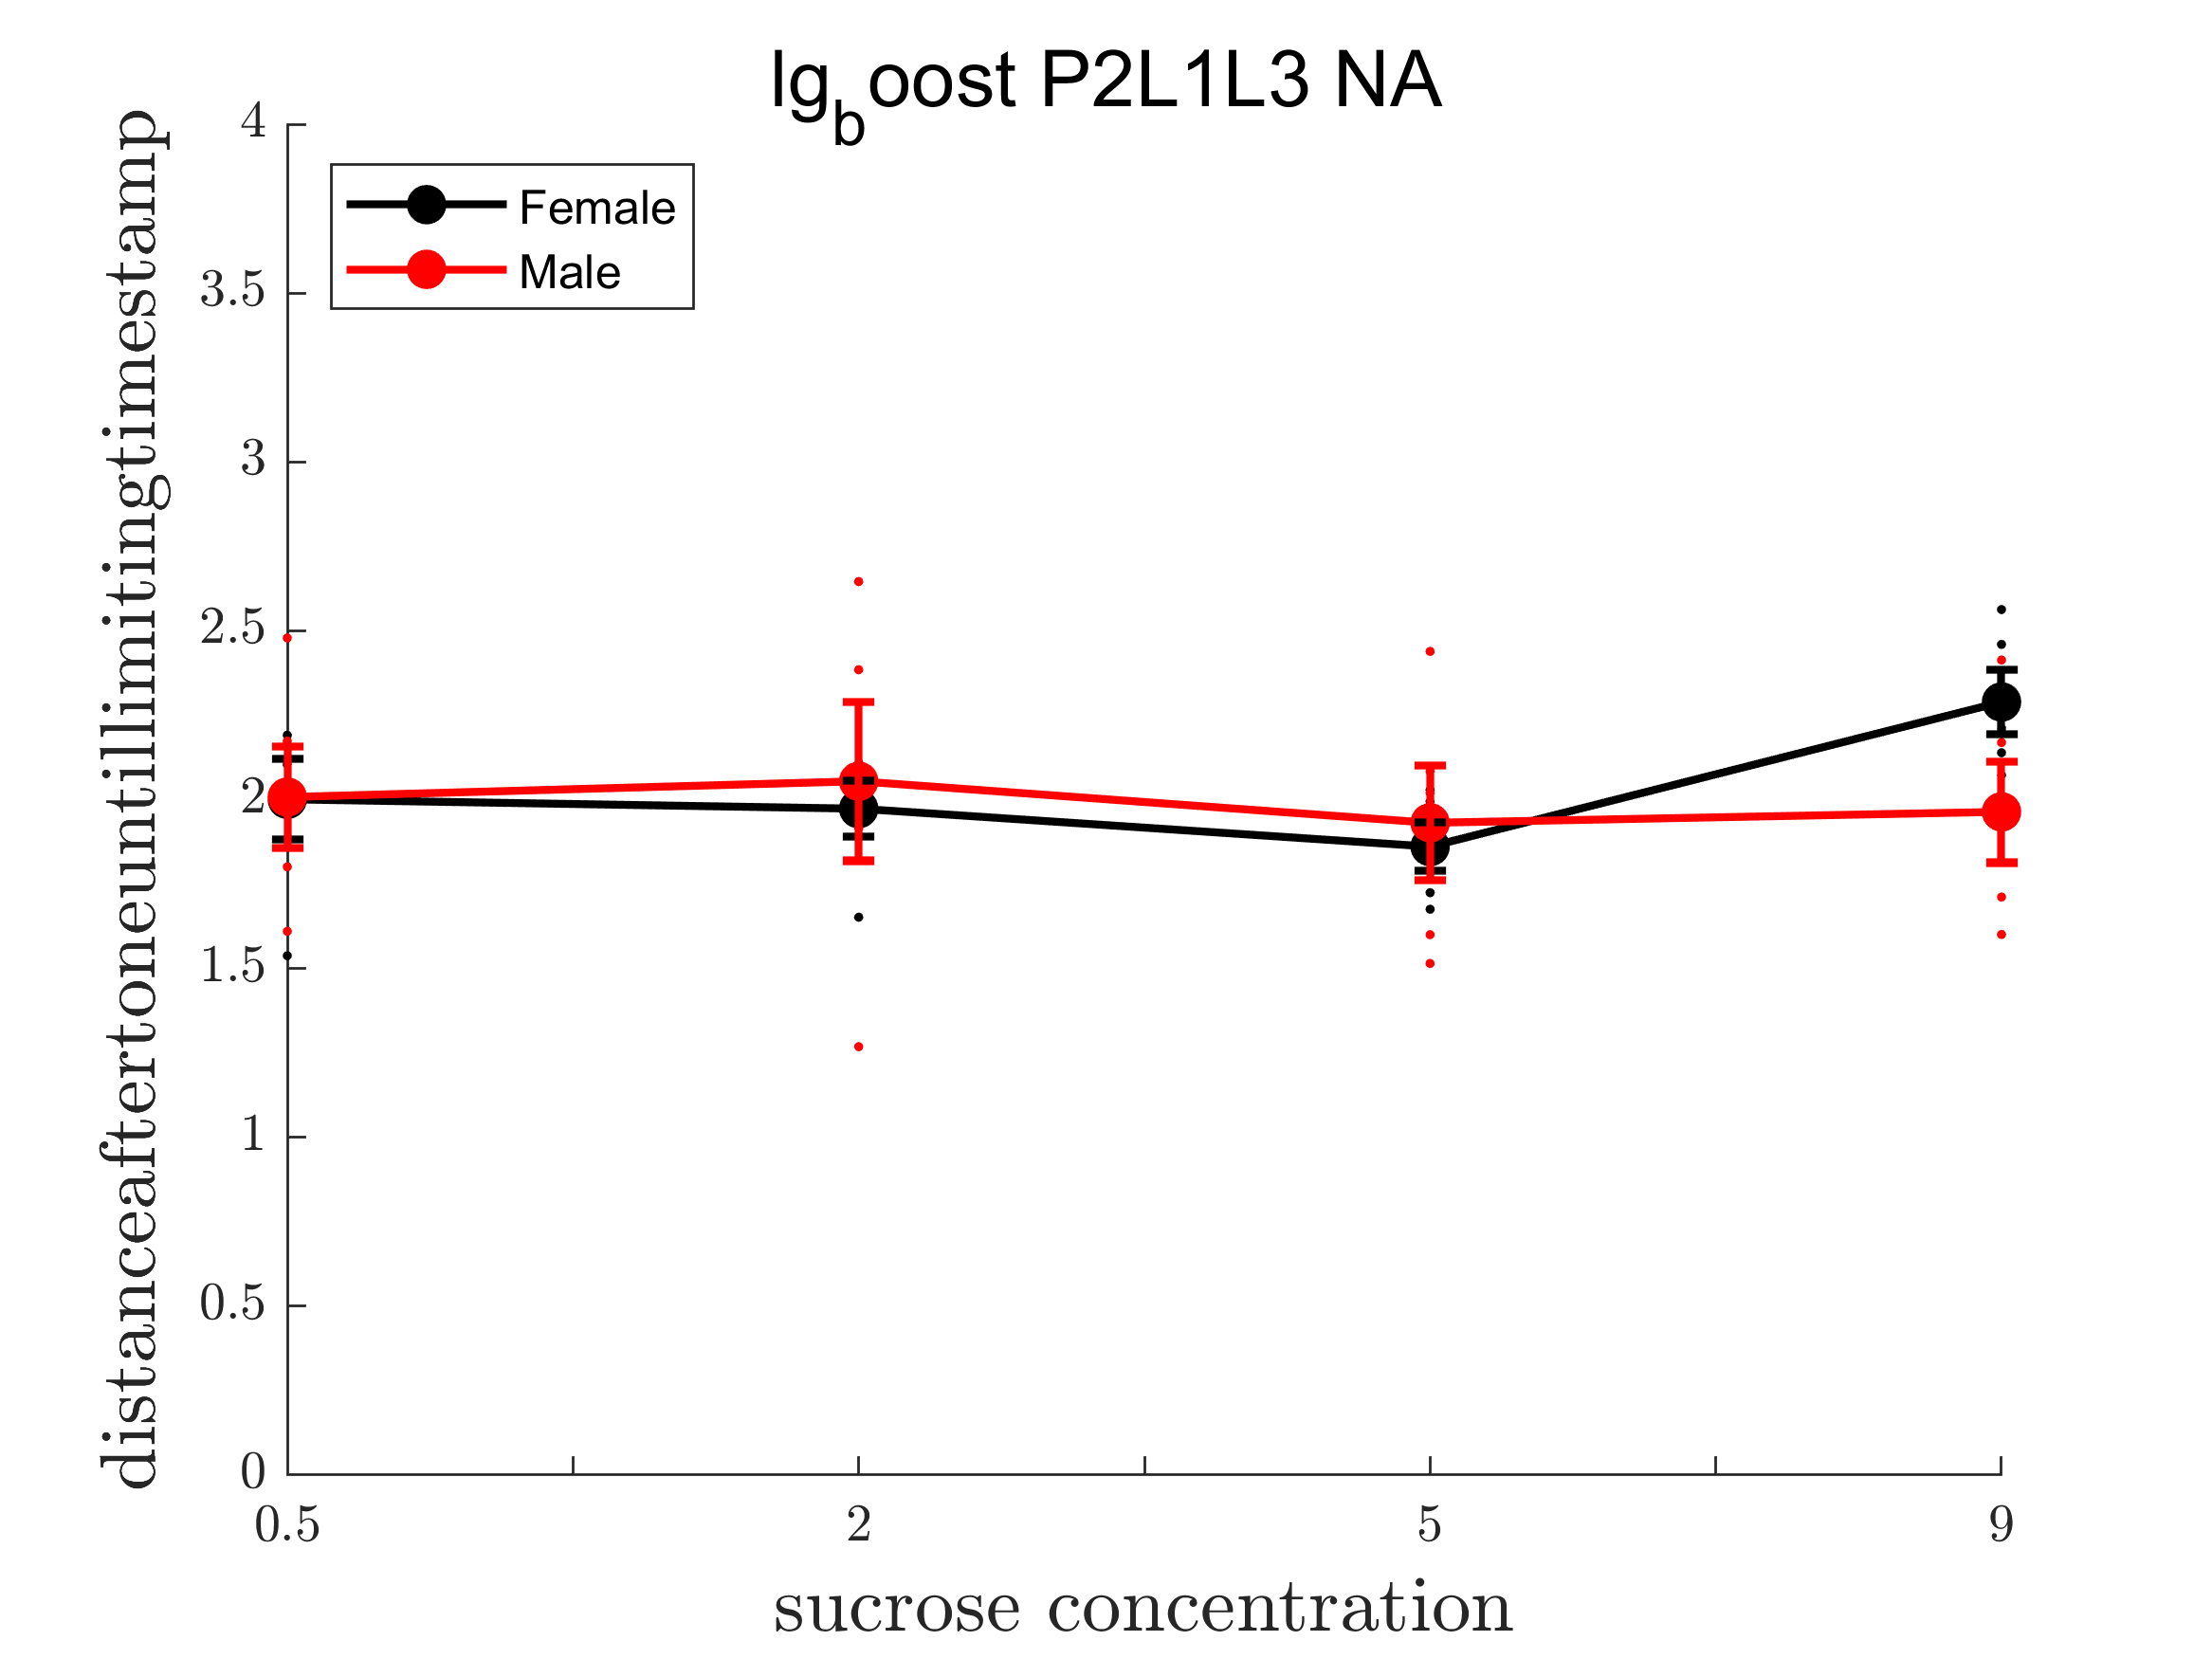 lg_boost P2L1L3 NA
Female
Male
distanceaftertoneuntillimitingtimestamp
4
3.5
3
2.5
2
1.5
1
0.5
0
0.5 2 5 9
sucrose concentration